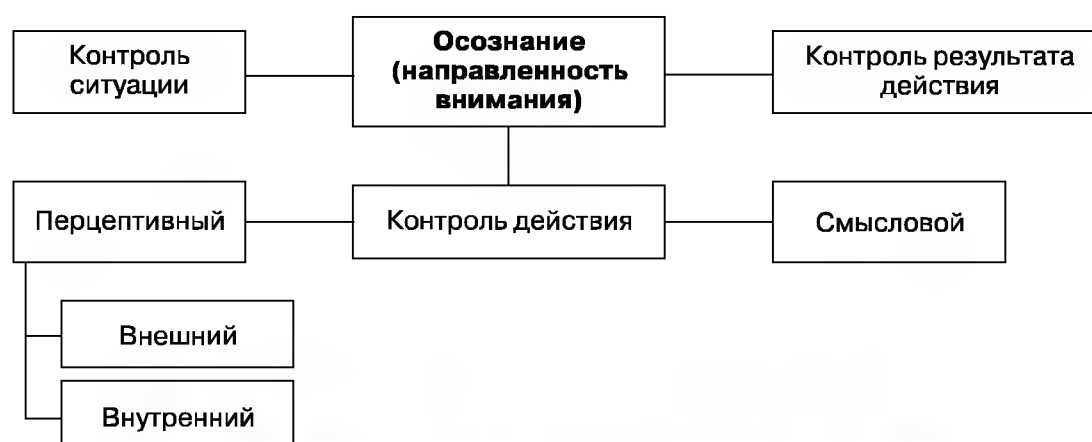 Контроль
ситуации
Осознание
(направленность
внимания)
Контроль результата
действия
Перцептивный
Контроль действия
Смысловой
Внешний
Внутренний